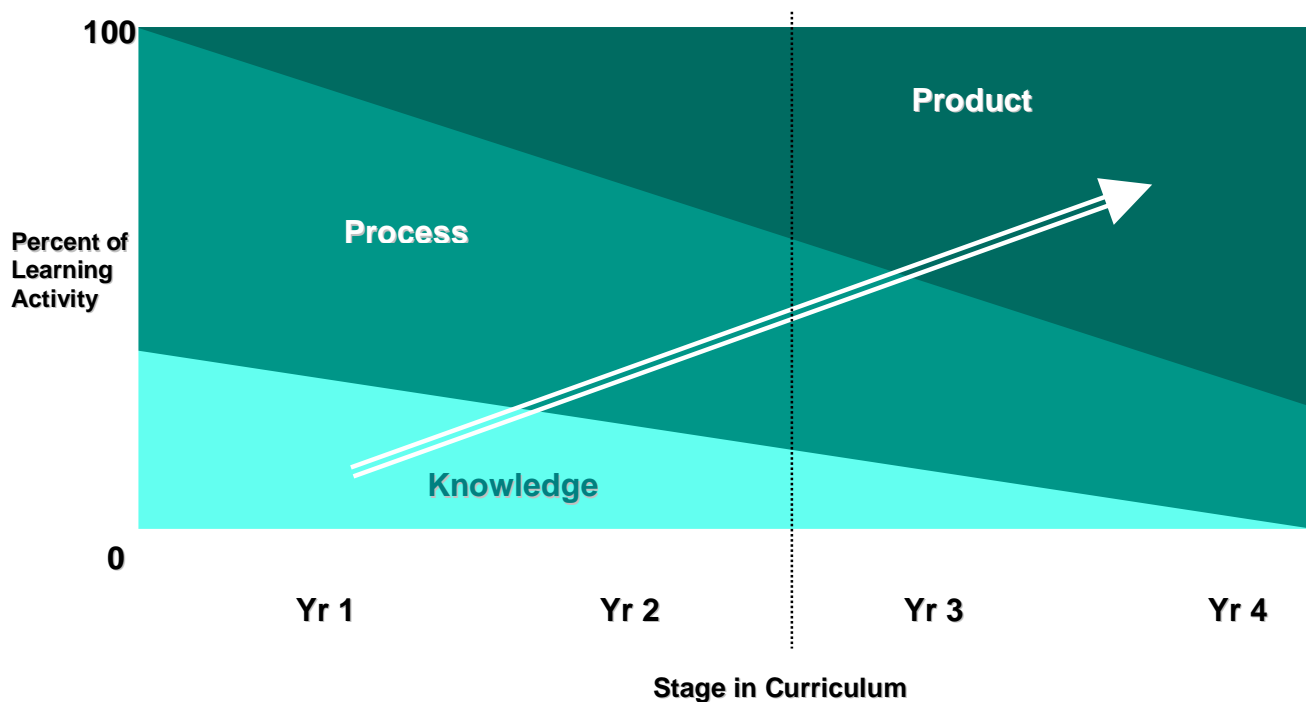 100
Product
Process
Percent of
Learning
Activity
Knowledge
0
Yr 1 Yr 2 Yr 3 Yr 4
Stage in Curriculum